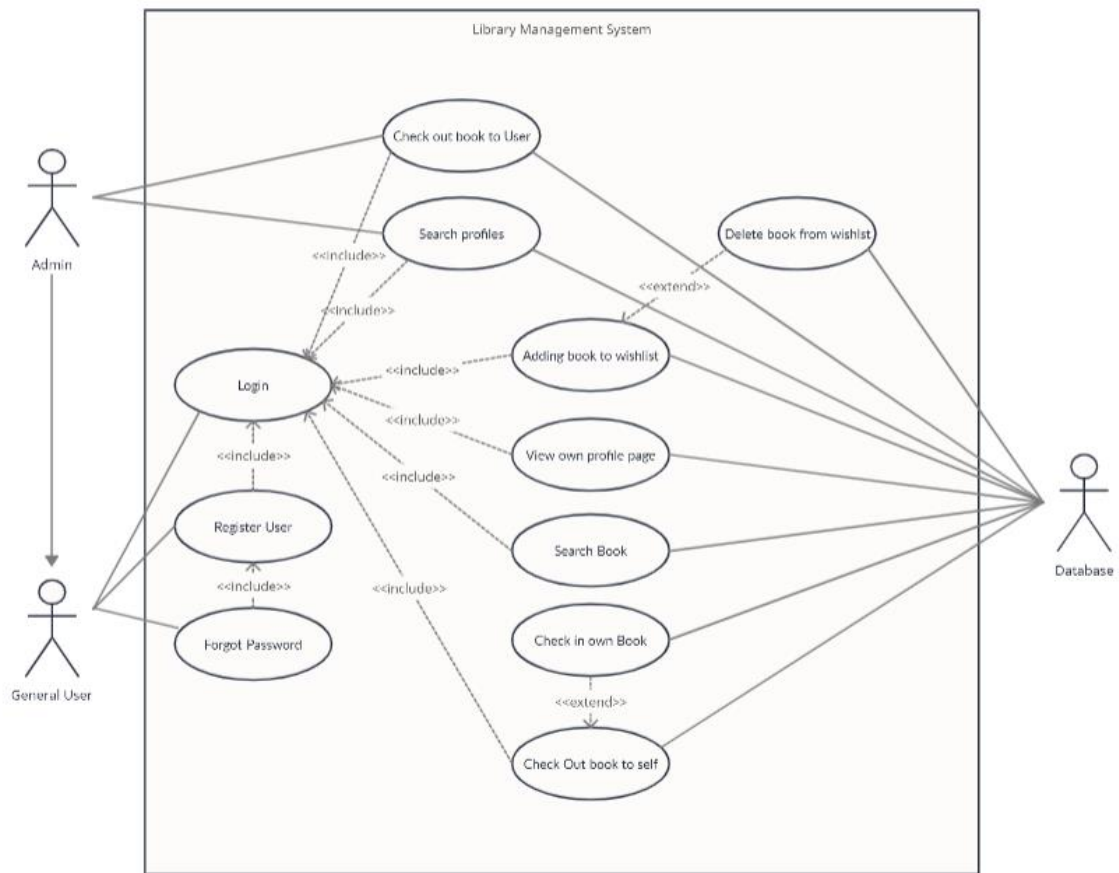 Library Management System
Check out book to User
Admin
Search profiles
Delete book from wishlst
<<include>>
<<extend>>
<<include>>
Adding book to wishlist
Login
<<include>>
<<include>>
View own profile page
<<include>>
<<include>>
Register User
Search Book
Database
<<include>>
<<include>>
Forgot Password
Check in own Book
General User
<<extend>>
Check Out book to self